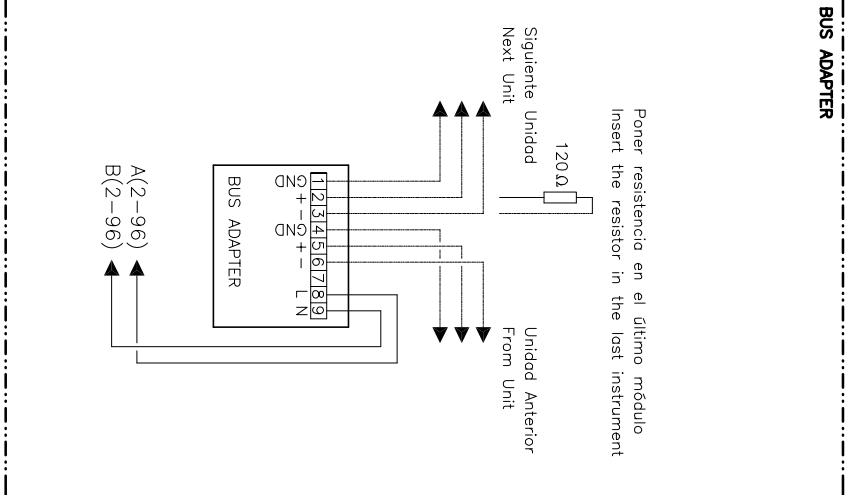 BUS ADAPTER
Poner resistencia en el último módulo
Insert the resistor in the last instrument
120Ω
Siguiente Unidad
Next Unit
Unidad Anterior
From Unit
1 2 3 4 5 6 7 8 9
GND + - GND + - L N
BUS ADAPTER
A(2-96)
B(2-96)